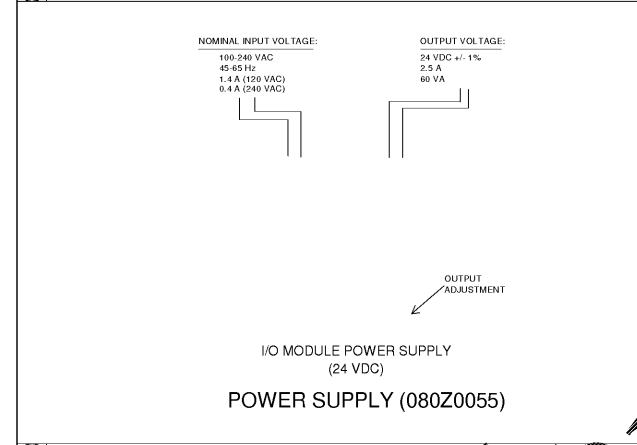 NOMINAL INPUT VOLTAGE:
100-240 VAC
45-65 Hz
1.4 A (120 VAC)
0.4 A (240 VAC)
OUTPUT VOLTAGE:
24 VDC +/- 1%
2.5 A
60 VA
OUTPUT
ADJUSTMENT
I/O MODULE POWER SUPPLY
(24 VDC)
POWER SUPPLY (080Z0055)